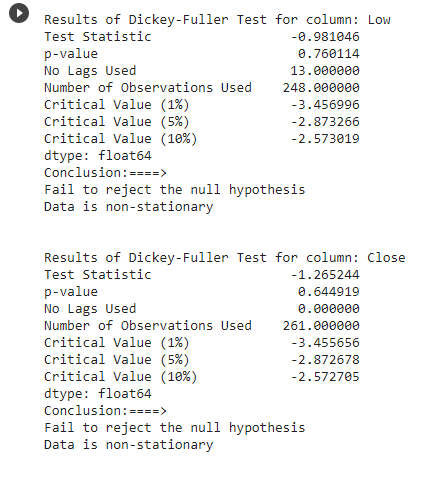 Results of Dickey-Fuller Test for column: Low
Test Statistic -0.981046
p-value 0.760114
No Lags Used 13.000000
Number of Observations Used 248.000000
Critical Value (1%) -3.456996
Critical Value (5%) -2.873266
Critical Value (10%) -2.573019
dtype: float64
Conclusion:====>
Fail to reject the null hypothesis
Data is non-stationary
Results of Dickey-Fuller Test for column: Close
Test Statistic -1.265244
p-value 0.644919
No Lags Used 0.000000
Number of Observations Used 261.000000
Critical Value (1%) -3.455656
Critical Value (5%) -2.872678
Critical Value (10%) -2.572705
dtype: float64
Conclusion:====>
Fail to reject the null hypothesis
Data is non-stationary